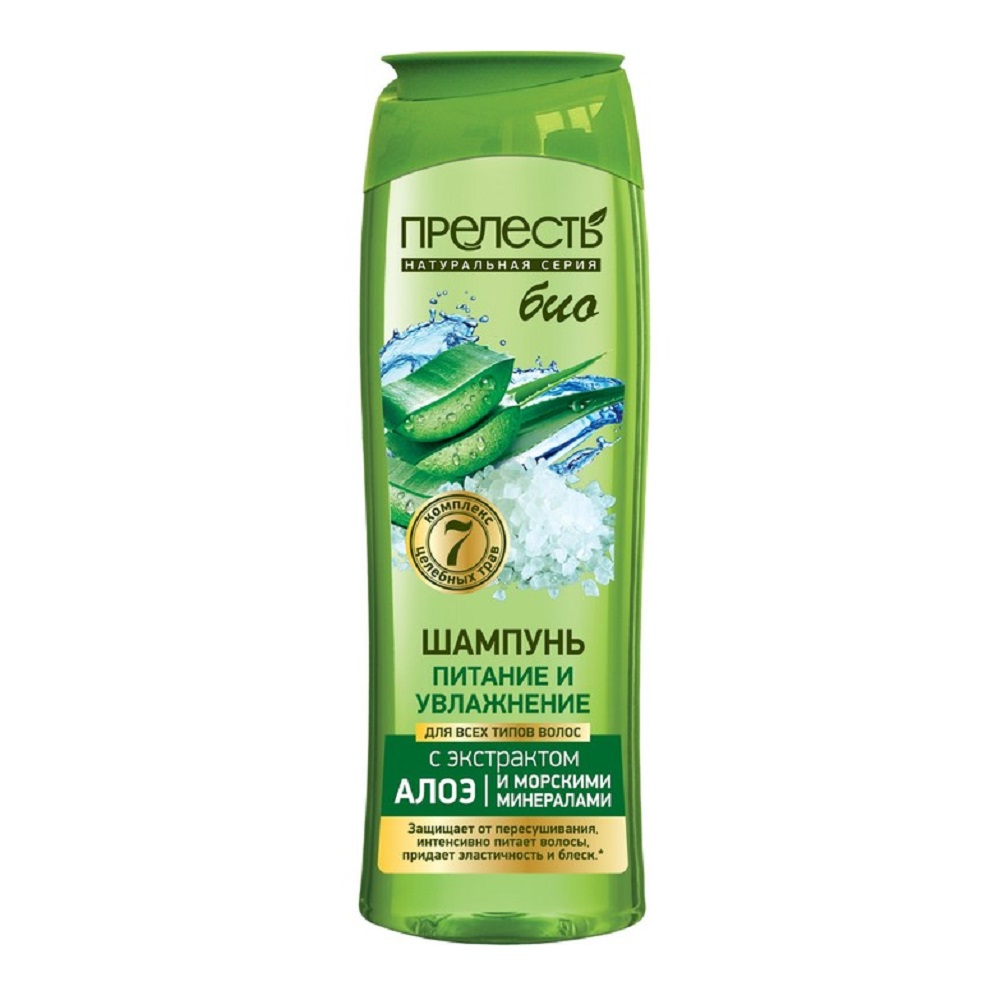 ПРЕЛЕСТЬ
НАТУРАЛЬНАЯ СЕРИЯ
био
КОМПЛЕКС
7
целебных трав
ШАМПУНЬ
ПИТАНИЕ И
УВЛАЖНЕНИЕ
ДЛЯ ВСЕХ ТИПОВ ВОЛОС
С ЭКСТРАКТОМ
АЛОЭ | И МОРСКИМИ
МИНЕРАЛАМИ
Защищает от пересушивания,
интенсивно питает волосы,
придает эластичность и блеск.*